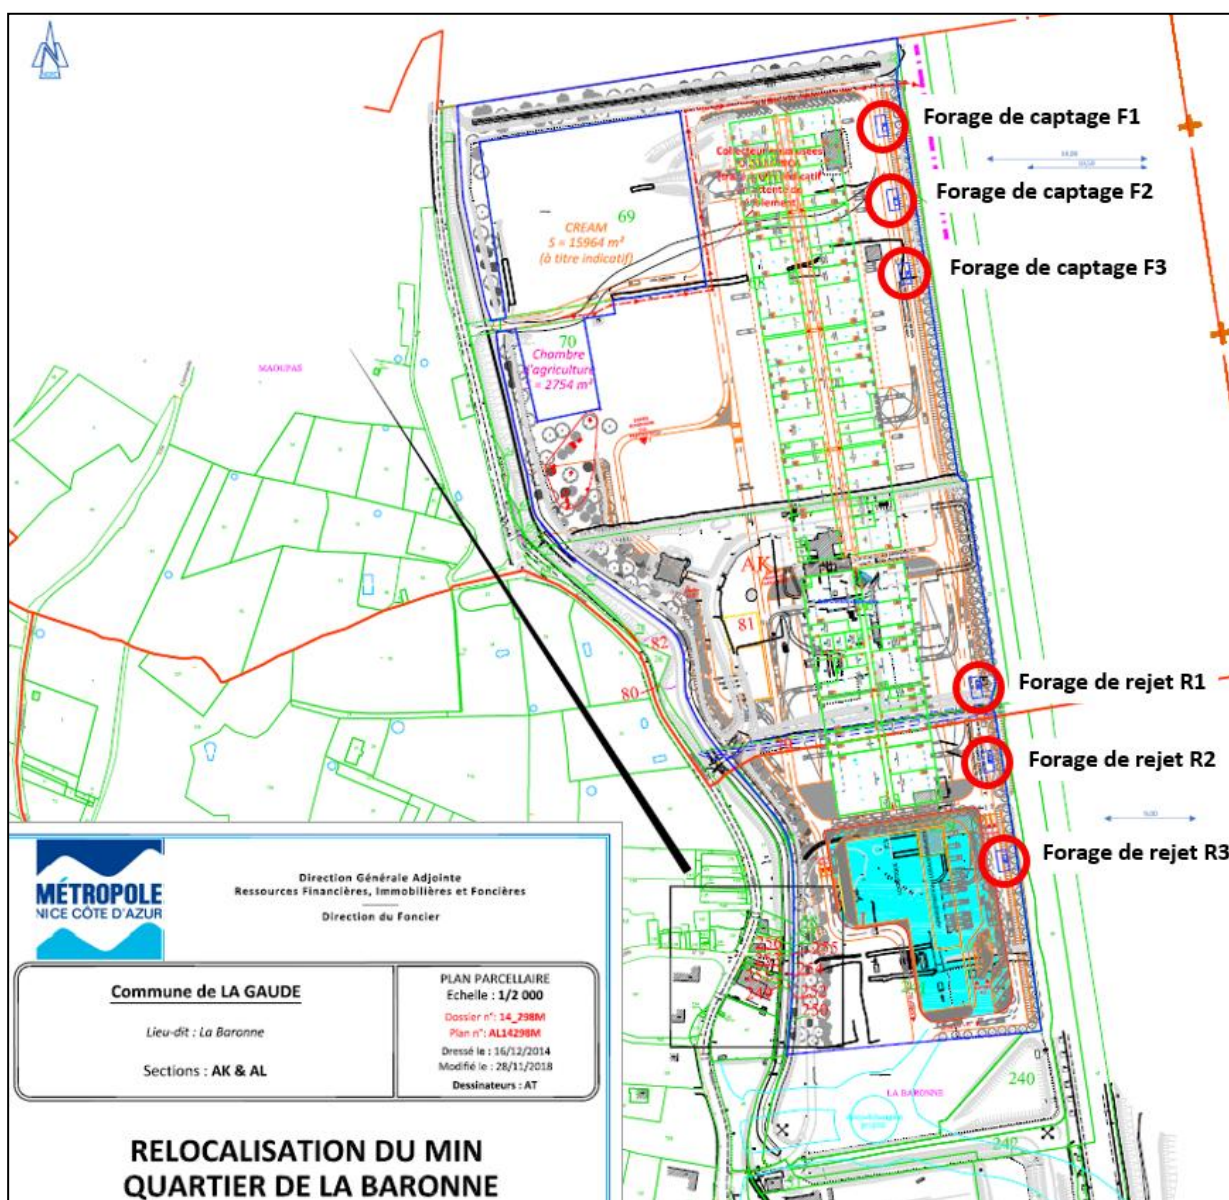 Forage de captage F1
Forage de captage F2
Forage de captage F3
69
CREAM
S = 15964 m²
(à titre indicatif)
70
Chambre
d'agriculture
= 2754 m²
MAOUPAS
AK
81
82
80
Forage de rejet R1
Forage de rejet R2
Forage de rejet R3
MÉTROPOLE
NICE CÔTE D'AZUR
Direction Générale Adjointe
Ressources Financières, Immobilières et Foncières
Direction du Foncier
Commune de LA GAUDE
Lieu-dit : La Baronne
Sections : AK & AL
PLAN PARCELLAIRE
Echelle : 1/2 000
Dossier n°: 14_298M
Plan n°: AL14298M
Dressé le : 16/12/2014
Modifié le : 28/11/2018
Dessinateurs : AT
RELOCALISATION DU MIN
QUARTIER DE LA BARONNE
LA BARONNE
240
242